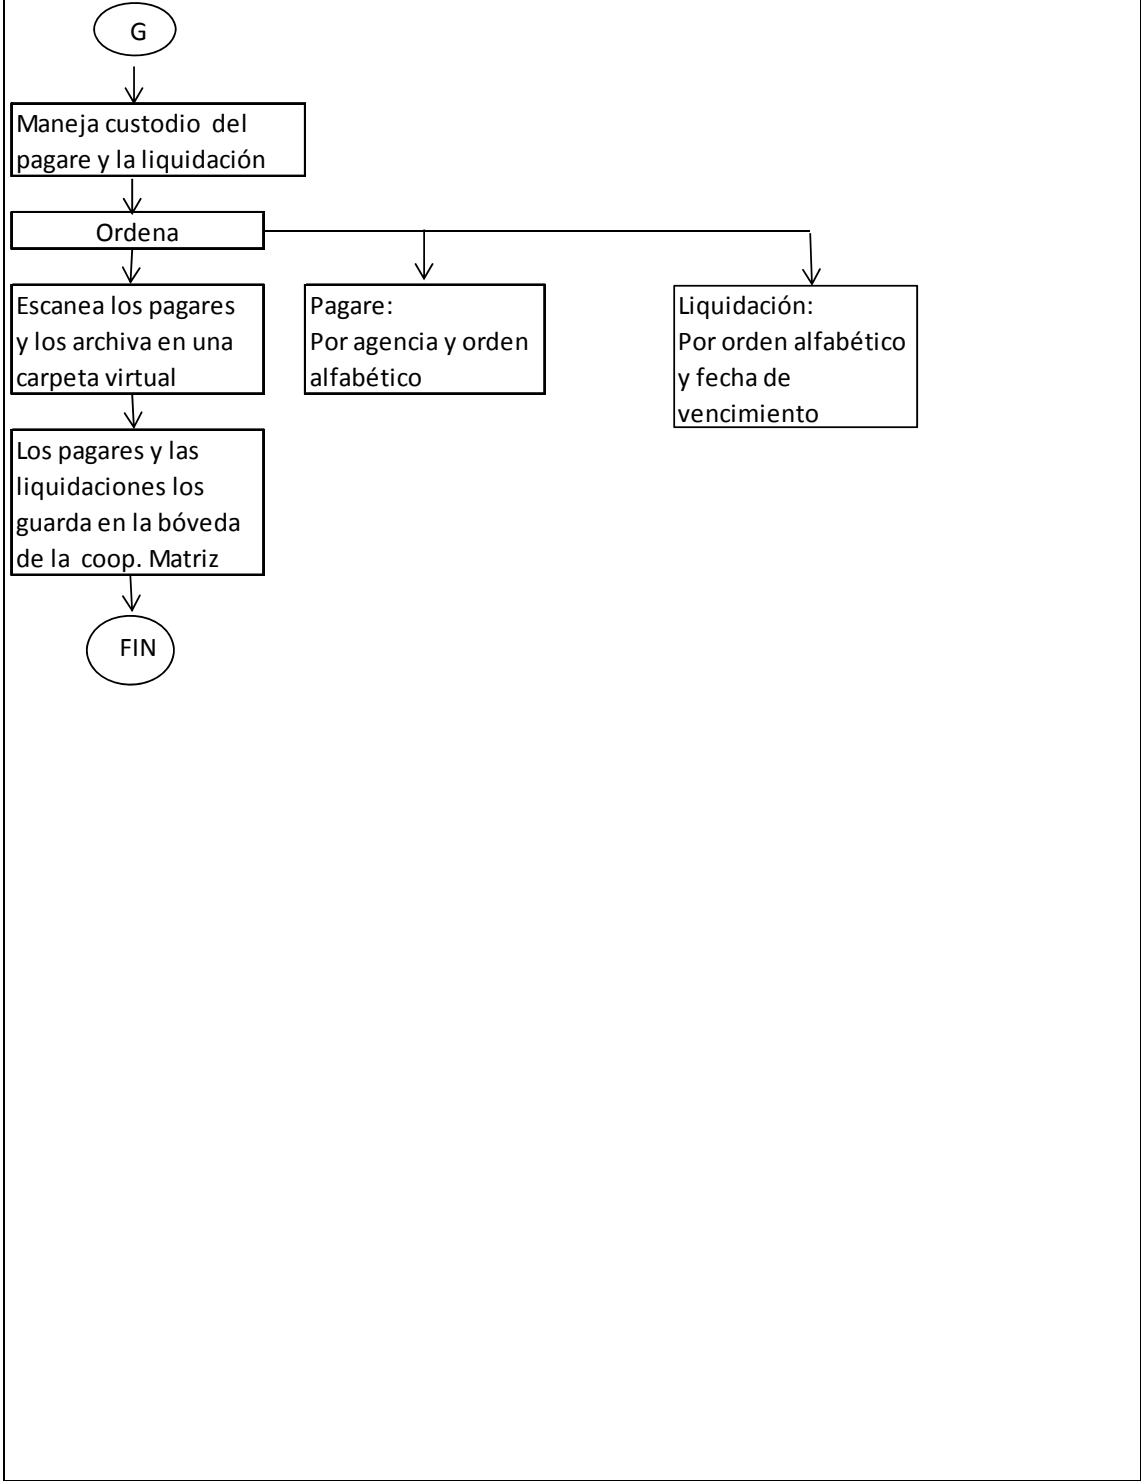 G
Maneja custodio del
pagare y la liquidación
Ordena
Escanea los pagares
y los archiva en una
carpeta virtual
Pagare:
Por agencia y orden
alfabético
Liquidación:
Por orden alfabético
y fecha de
vencimiento
Los pagares y las
liquidaciones los
guarda en la bóveda
de la coop. Matriz
FIN